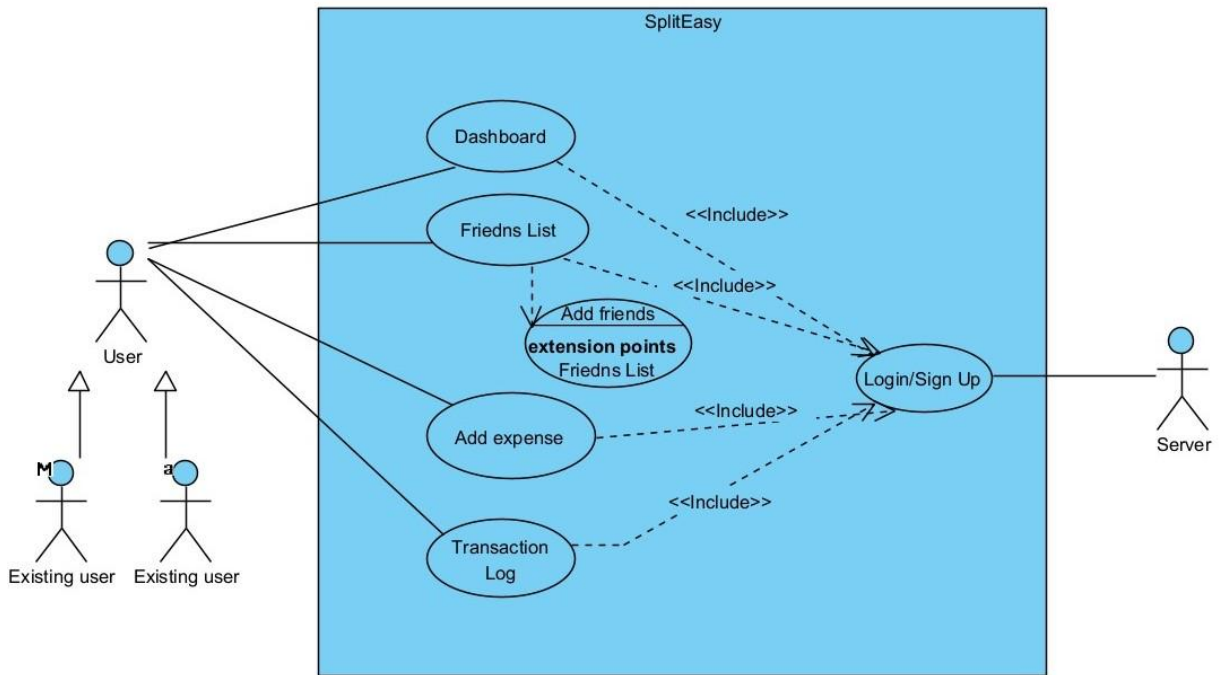 SplitEasy
Dashboard
<<Include>>
Friedns List
<<Include>>
Add friends
extension points
Friedns List
User
Login/Sign Up
<<Include>>
Add expense
Server
M
a
<<Include>>
Existing user
Existing user
Transaction
Log